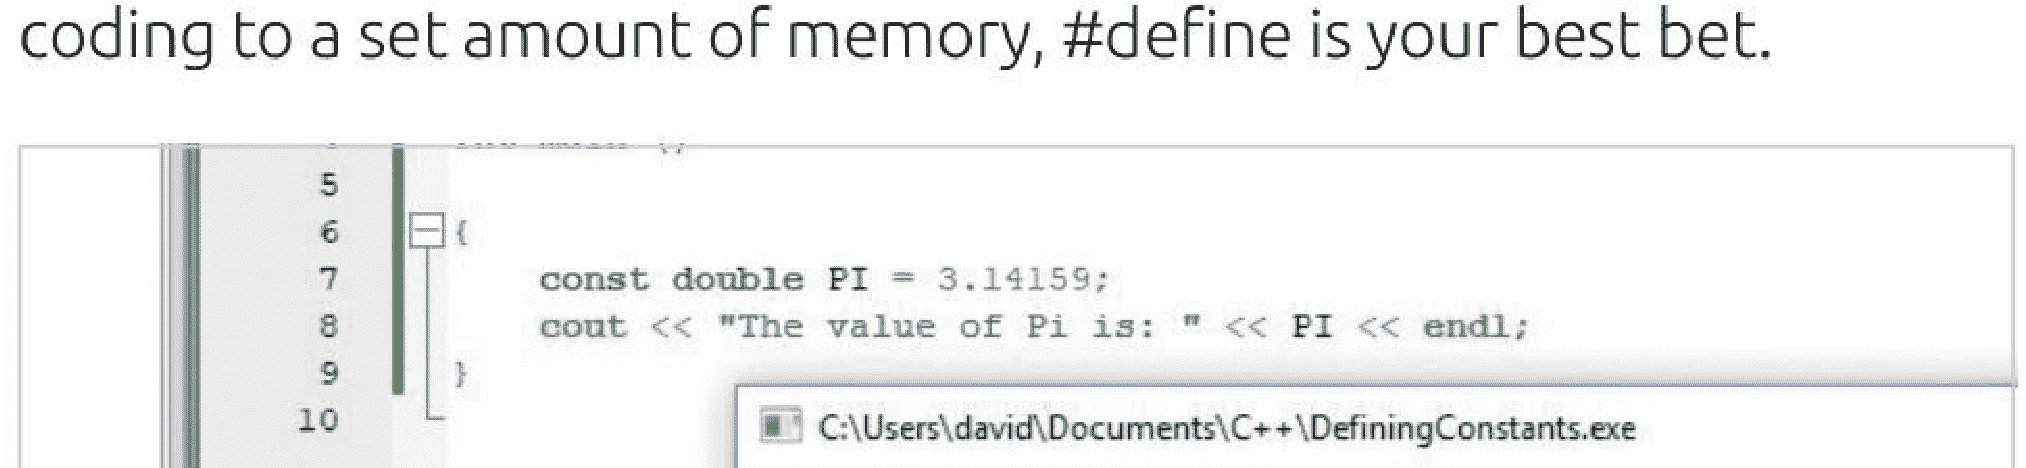 coding to a set amount of memory, #define is your best bet.
5
6 {
7 const double PI = 3.14159;
8 cout << "The value of Pi is: " << PI << endl;
9 }
10
C:\Users\david\Documents\C++\DefiningConstants.exe